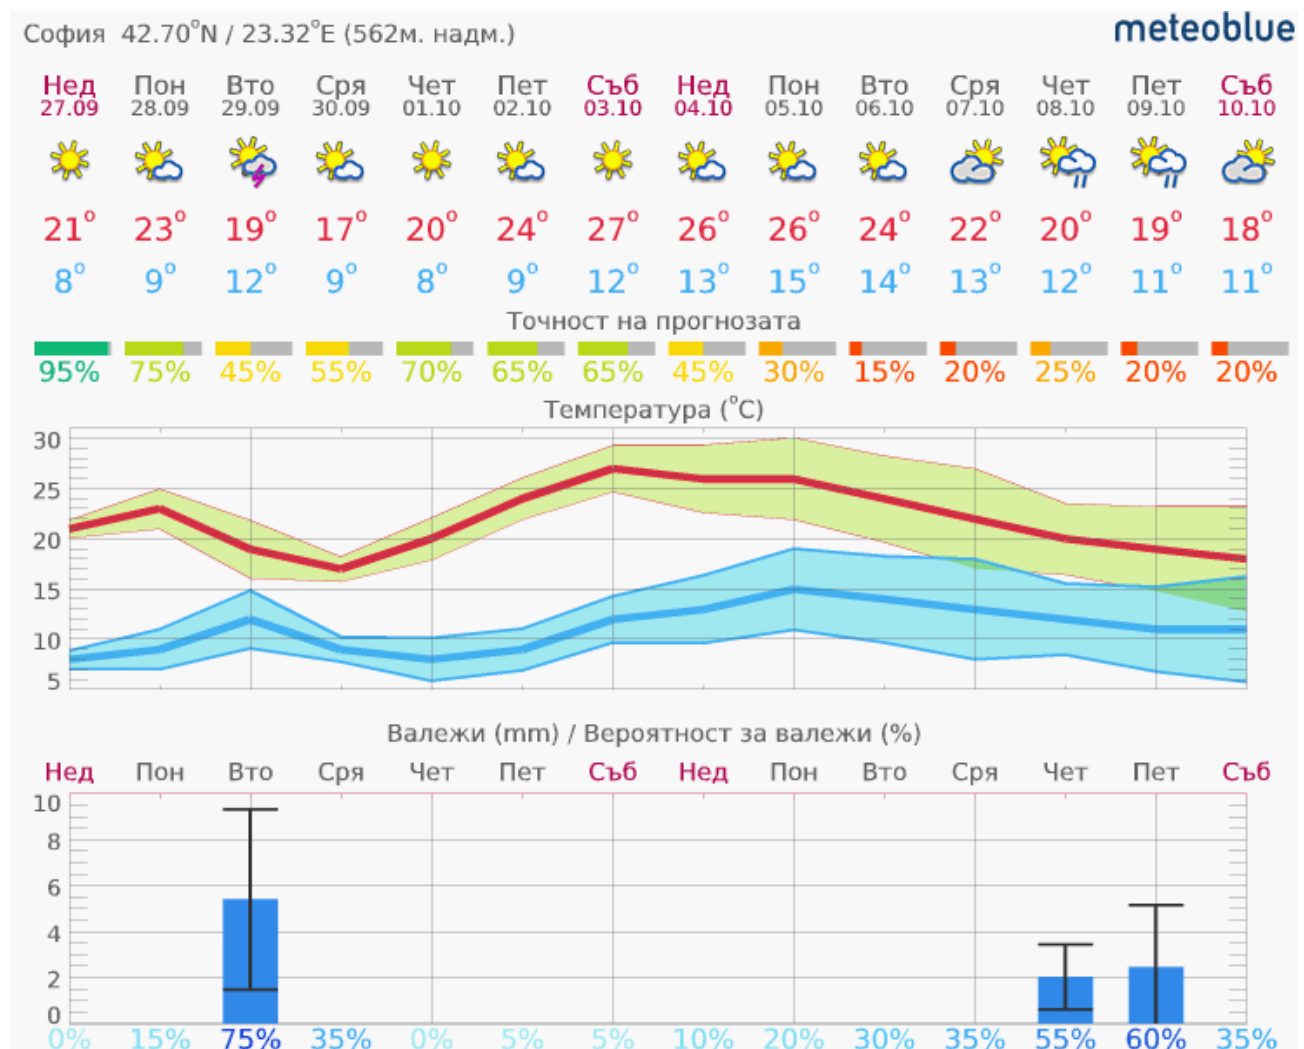 София 42.70°N / 23.32°E (562м. надм.)
meteoblue
Нед Пон Вто Сря Чет Пет Съб Нед Пон Вто Сря Чет Пет Съб
27.09 28.09 29.09 30.09 01.10 02.10 03.10 04.10 05.10 06.10 07.10 08.10 09.10 10.10
21° 23° 19° 17° 20° 24° 27° 26° 26° 24° 22° 20° 19° 18°
8° 9° 12° 9° 8° 9° 12° 13° 15° 14° 13° 12° 11° 11°
Точност на прогнозата
95% 75% 45% 55% 70% 65% 65% 45% 30% 15% 20% 25% 20% 20%
Температура (°C)
30
25
20
15
10
5
Валежи (mm) / Вероятност за валежи (%)
Нед Пон Вто Сря Чет Пет Съб Нед Пон Вто Сря Чет Пет Съб
10
8
6
4
2
0
0% 15% 75% 35% 0% 5% 5% 10% 20% 30% 35% 55% 60% 35%